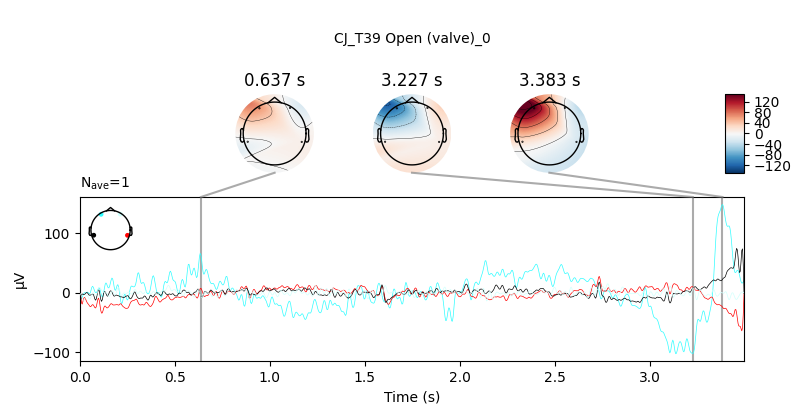 CJ_T39 Open (valve)_0
0.637 s 3.227 s 3.383 s
120
80
40
0
−40
−80
−120
Nave=1
100
0
−100
µV
0.0 0.5 1.0 1.5 2.0 2.5 3.0
Time (s)